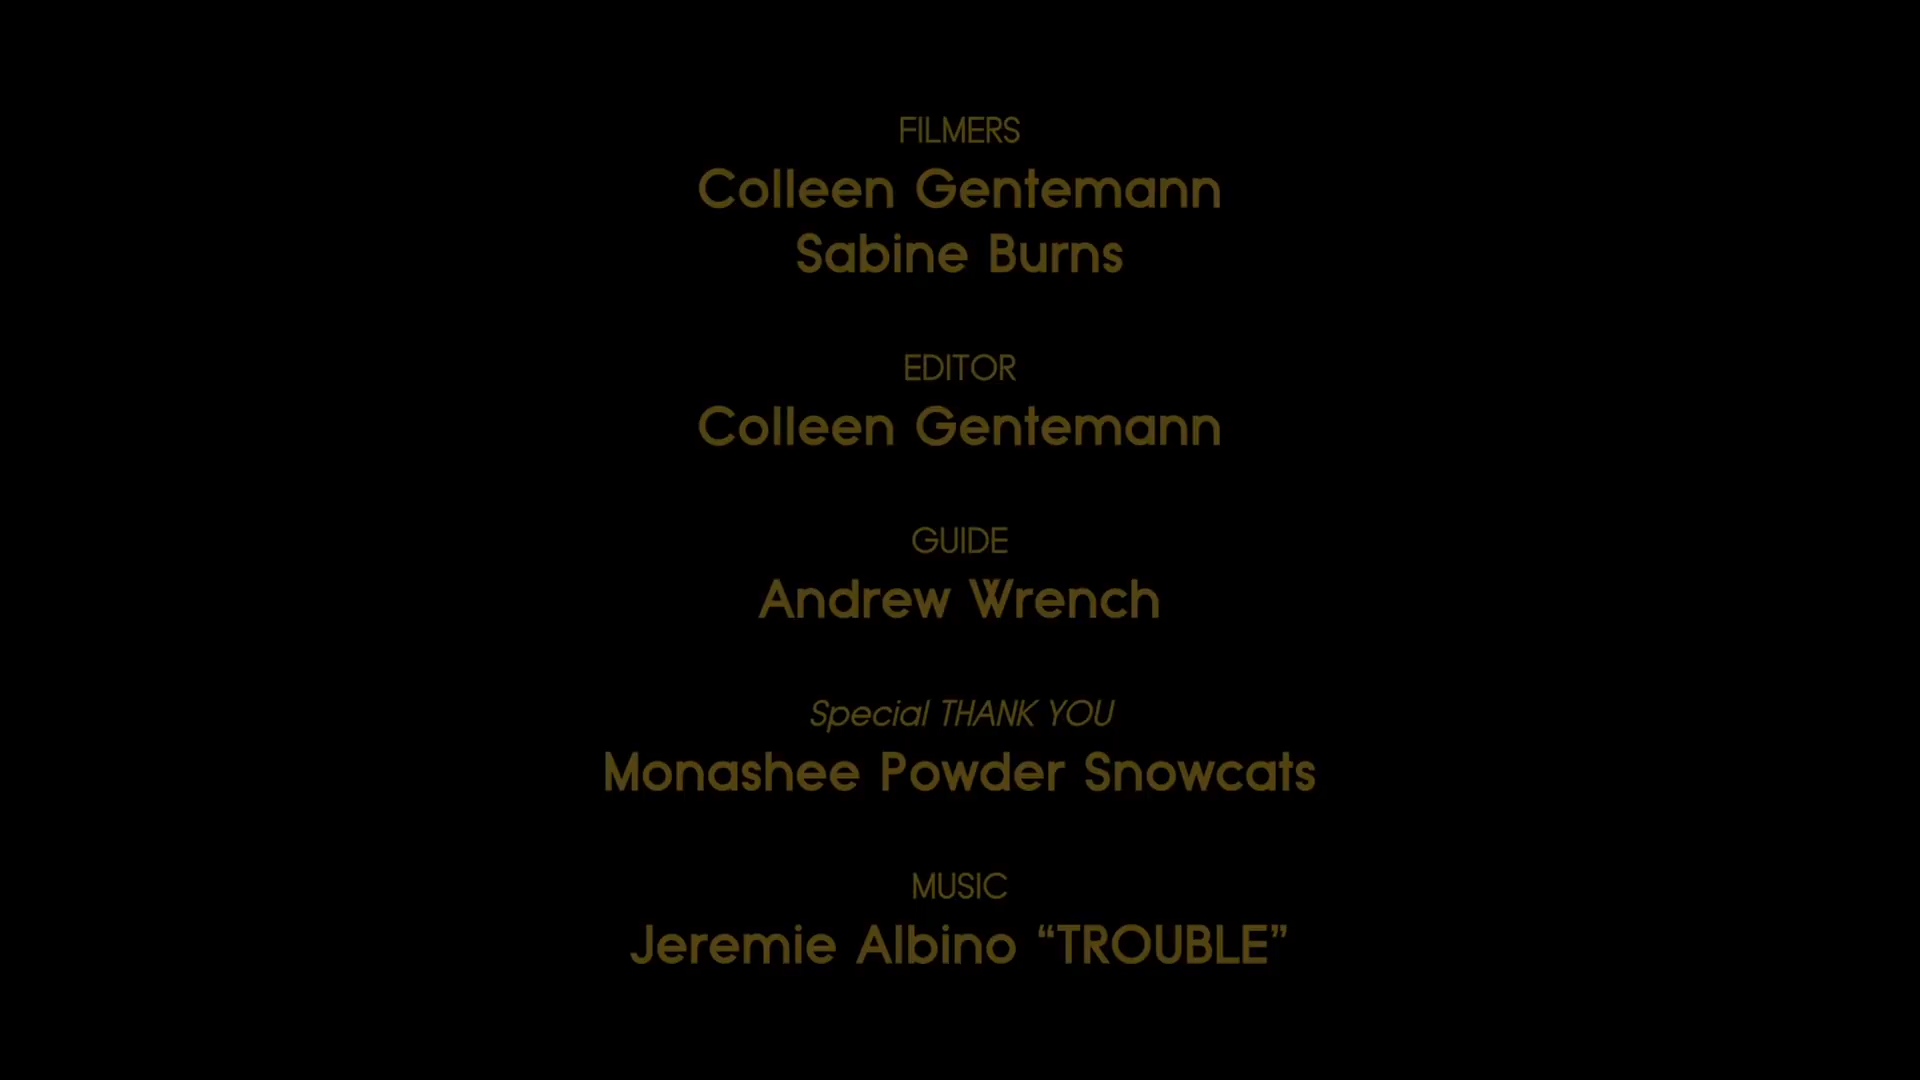 FILMERS
Colleen Gentemann
Sabine Burns
EDITOR
Colleen Gentemann
GUIDE
Andrew Wrench
Special THANK YOU
Monashee Powder Snowcats
MUSIC
Jeremie Albino “TROUBLE”